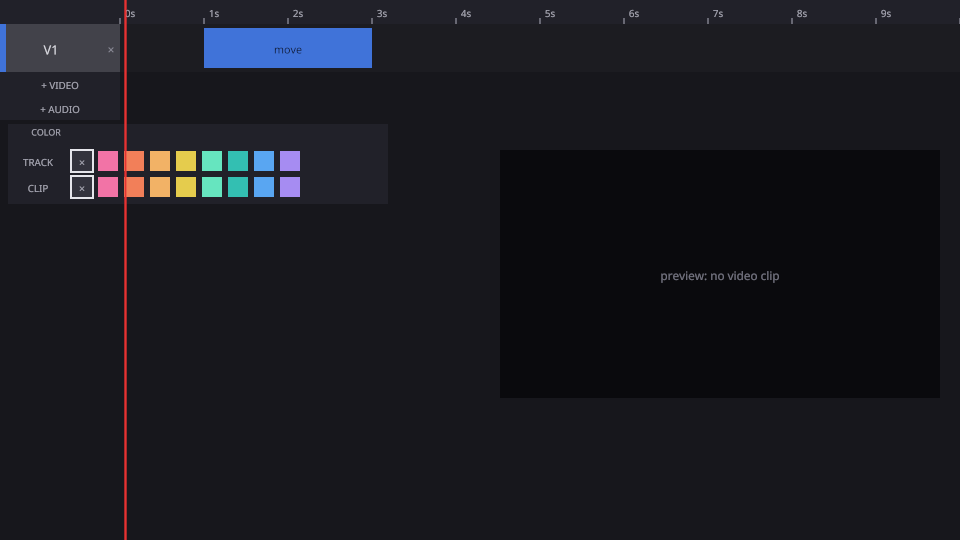 0s 1s 2s 3s 4s 5s 6s 7s 8s 9s
V1 × move
+ VIDEO
+ AUDIO
COLOR
TRACK ×
CLIP ×
preview: no video clip